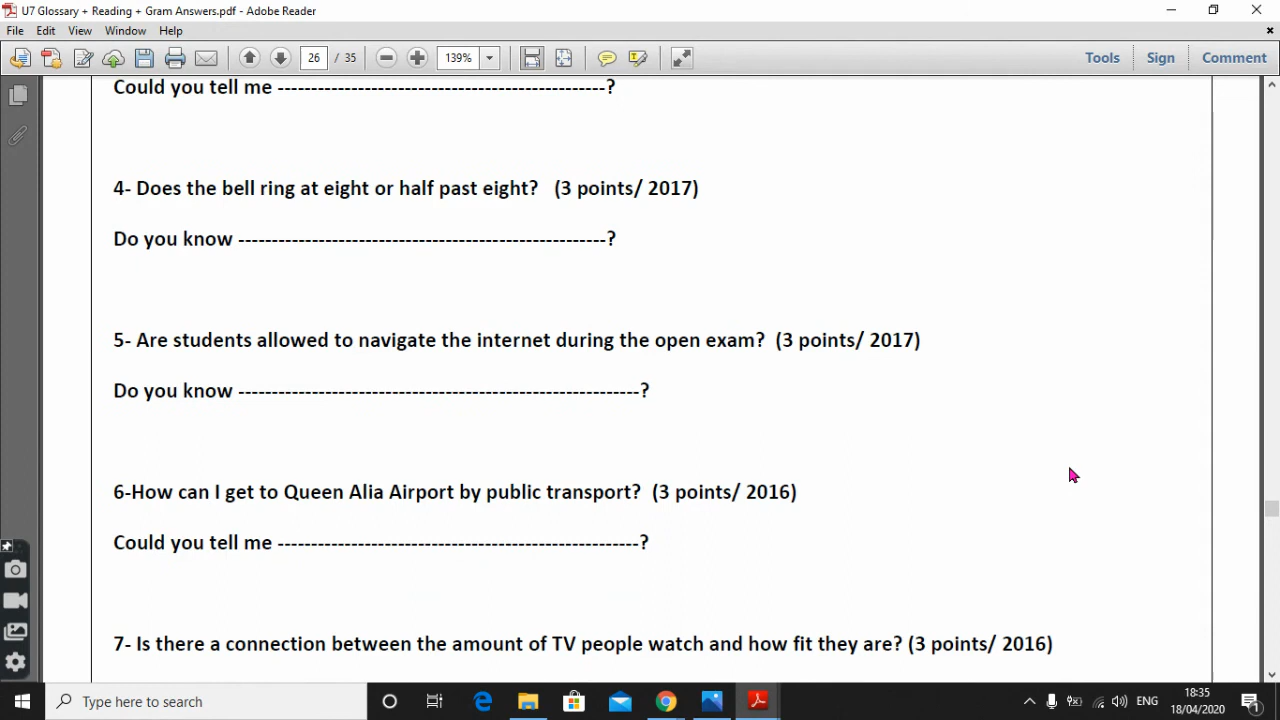 U7 Glossary + Reading + Gram Answers.pdf - Adobe Reader
File Edit View Window Help
26 / 35 139% Tools Sign Comment
Could you tell me ---------------------------------------------------?
4- Does the bell ring at eight or half past eight? (3 points/ 2017)
Do you know --------------------------------------------------------?
5- Are students allowed to navigate the internet during the open exam? (3 points/ 2017)
Do you know -------------------------------------------------------------?
6-How can I get to Queen Alia Airport by public transport? (3 points/ 2016)
Could you tell me -------------------------------------------------------?
7- Is there a connection between the amount of TV people watch and how fit they are? (3 points/ 2016)
Type here to search ENG 18:35
18/04/2020